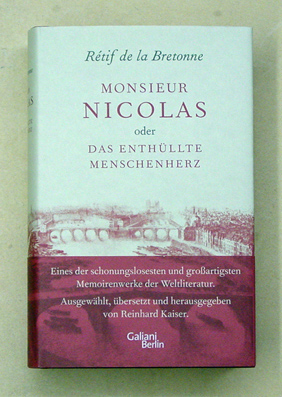 Rétif de la Bretonne
MONSIEUR
NICOLAS
oder
DAS ENTHÜLLTE
MENSCHENHERZ
Eines der schonungslosesten und großartigsten
Memoirenwerke der Weltliteratur.
Ausgewählt, übersetzt und herausgegeben
von Reinhard Kaiser.
Galiani
Berlin